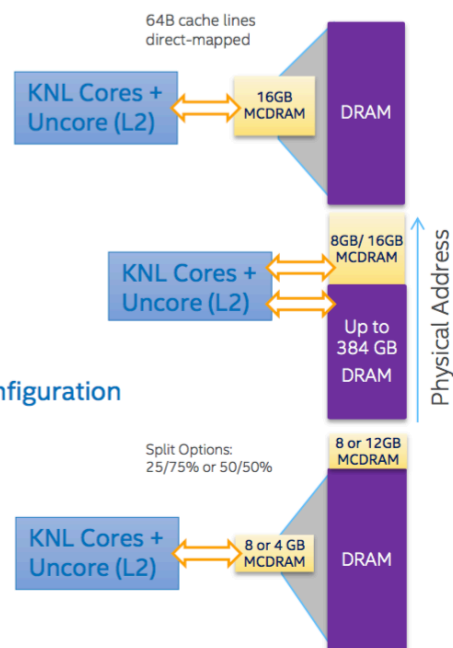 64B cache lines
direct-mapped
KNL Cores +
Uncore (L2)
16GB
MCDRAM
DRAM
8GB/ 16GB
MCDRAM
KNL Cores +
Uncore (L2)
Up to
384 GB
DRAM
Physical Address
nfiguration
Split Options:
25/75% or 50/50%
8 or 12GB
MCDRAM
KNL Cores +
Uncore (L2)
8 or 4 GB
MCDRAM
DRAM